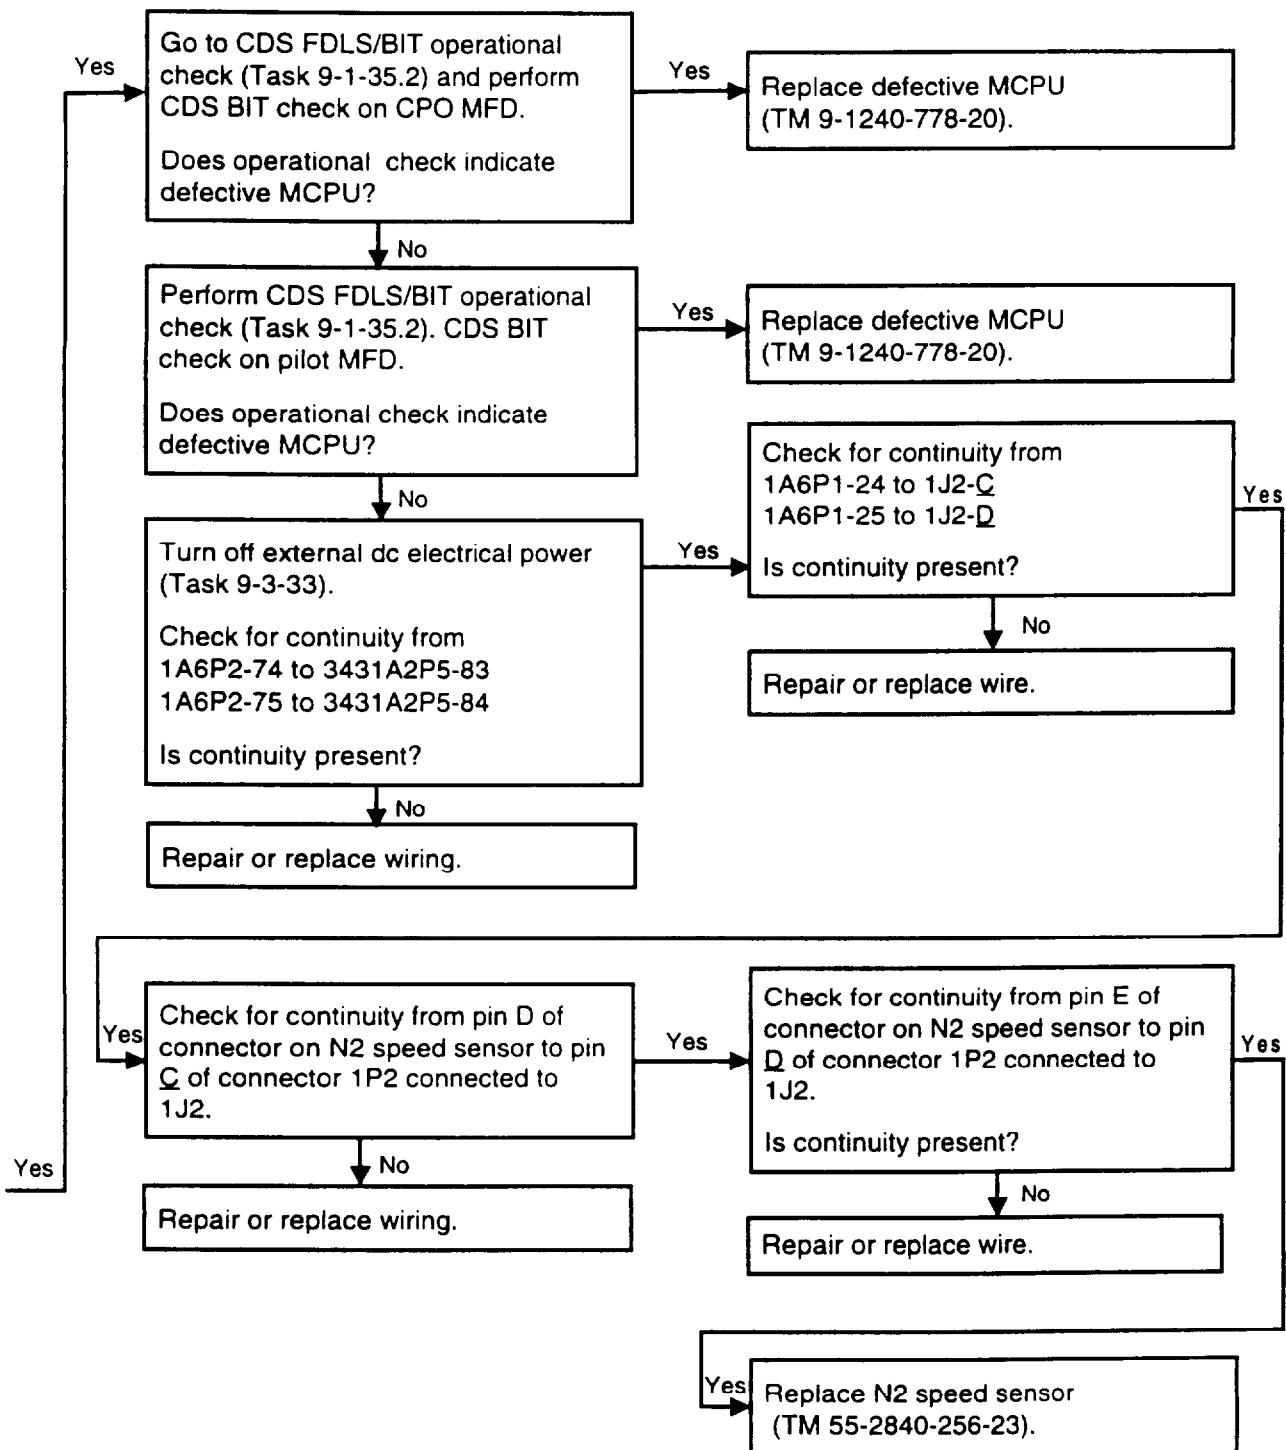 Yes
Go to CDS FDLS/BIT operational
check (Task 9-1-35.2) and perform
CDS BIT check on CPO MFD.
Does operational check indicate
defective MCPU?
Yes
Replace defective MCPU
(TM 9-1240-778-20).
No
Perform CDS FDLS/BIT operational
check (Task 9-1-35.2). CDS BIT
check on pilot MFD.
Does operational check indicate
defective MCPU?
Yes
Replace defective MCPU
(TM 9-1240-778-20).
No
Turn off external dc electrical power
(Task 9-3-33).
Check for continuity from
1A6P2-74 to 3431A2P5-83
1A6P2-75 to 3431A2P5-84
Is continuity present?
Yes
Check for continuity from
1A6P1-24 to 1J2-C
1A6P1-25 to 1J2-D
Is continuity present?
Yes
No
Repair or replace wire.
No
Repair or replace wiring.
Yes
Check for continuity from pin D of
connector on N2 speed sensor to pin
C of connector 1P2 connected to
1J2.
Yes
Check for continuity from pin E of
connector on N2 speed sensor to pin
D of connector 1P2 connected to
1J2.
Is continuity present?
Yes
Yes
No
Repair or replace wiring.
No
Repair or replace wire.
Yes
Replace N2 speed sensor
(TM 55-2840-256-23).